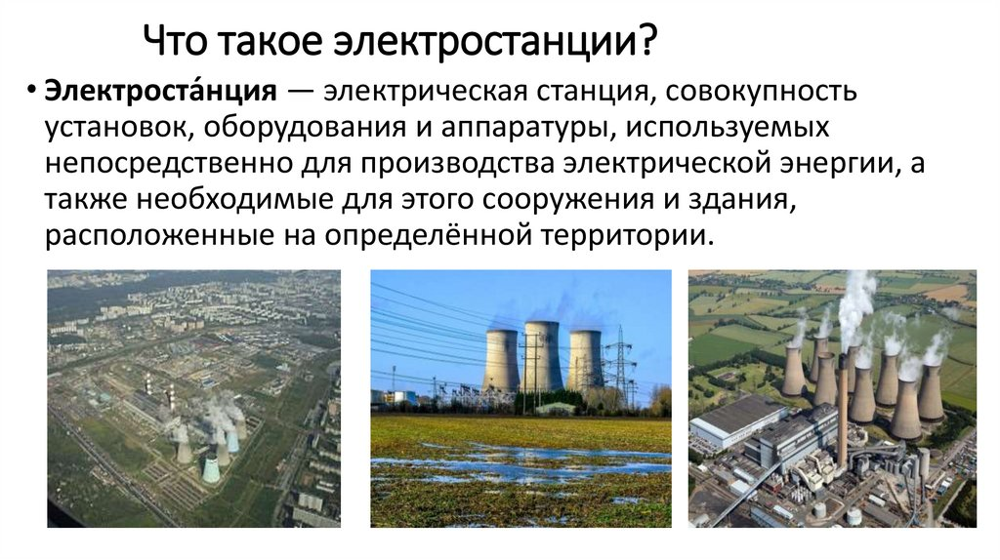 Что такое электростанции?
• Электроста́нция — электрическая станция, совокупность
установок, оборудования и аппаратуры, используемых
непосредственно для производства электрической энергии, а
также необходимые для этого сооружения и здания,
расположенные на определённой территории.